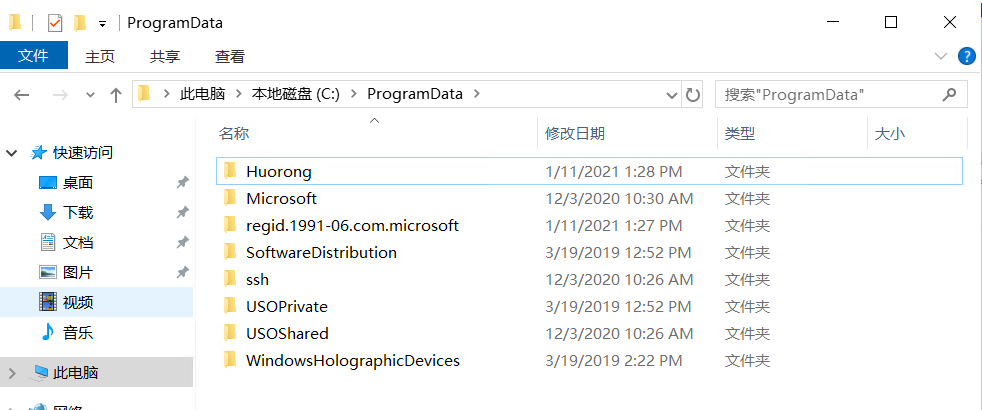 ProgramData
文件 主页 共享 查看
此电脑 本地磁盘 (C:) ProgramData 搜索"ProgramData"
名称 修改日期 类型 大小
快速访问
桌面
下载
文档
图片
视频
音乐
此电脑
网络
Huorong 1/11/2021 1:28 PM 文件夹
Microsoft 12/3/2020 10:30 AM 文件夹
regid.1991-06.com.microsoft 1/11/2021 1:27 PM 文件夹
SoftwareDistribution 3/19/2019 12:52 PM 文件夹
ssh 12/3/2020 10:26 AM 文件夹
USOPrivate 3/19/2019 12:52 PM 文件夹
USOShared 12/3/2020 10:26 AM 文件夹
WindowsHolographicDevices 3/19/2019 2:22 PM 文件夹